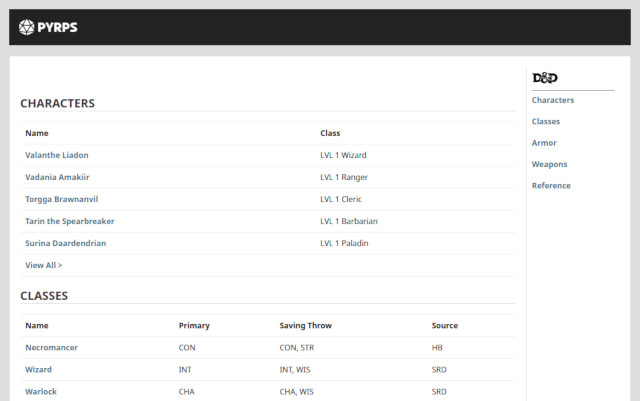 PYRPS
CHARACTERS
Name Class
Valanthe Liadon LVL 1 Wizard
Vadania Amakiir LVL 1 Ranger
Torgga Brawnanvil LVL 1 Cleric
Tarin the Spearbreaker LVL 1 Barbarian
Surina Daardendrian LVL 1 Paladin
View All >
CLASSES
Name Primary Saving Throw Source
Necromancer CON CON, STR HB
Wizard INT INT, WIS SRD
Warlock CHA CHA, WIS SRD
D&D
Characters
Classes
Armor
Weapons
Reference